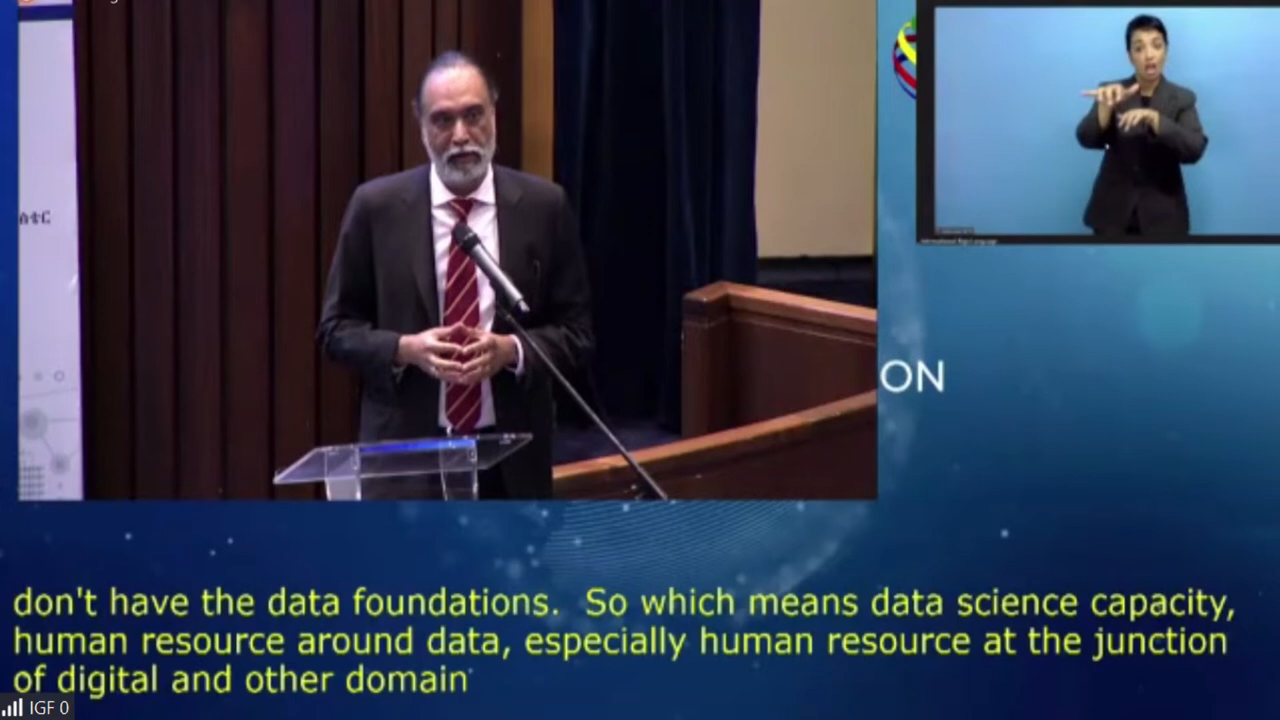 ስቴር
ON
don't have the data foundations.  So which means data science capacity,
human resource around data, especially human resource at the junction
of digital and other domain
IGF 0